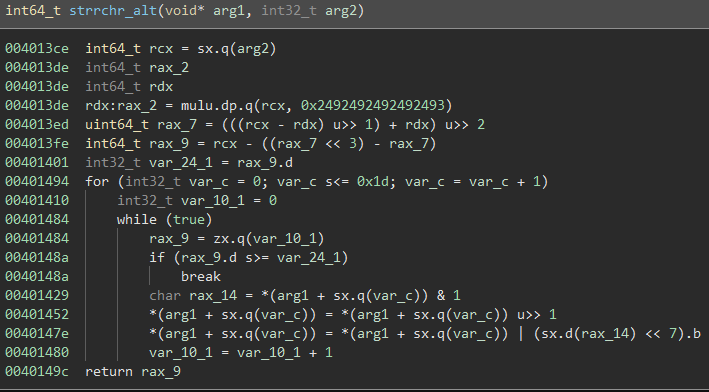 int64_t strrchr_alt(void* arg1, int32_t arg2)
004013ce int64_t rcx = sx.q(arg2)
004013de int64_t rax_2
004013de int64_t rdx
004013de rdx:rax_2 = mulu.dp.q(rcx, 0x2492492492492493)
004013ed uint64_t rax_7 = (((rcx - rdx) u>> 1) + rdx) u>> 2
004013fe int64_t rax_9 = rcx - ((rax_7 << 3) - rax_7)
00401401 int32_t var_24_1 = rax_9.d
00401494 for (int32_t var_c = 0; var_c s<= 0x1d; var_c = var_c + 1)
00401410 int32_t var_10_1 = 0
00401484 while (true)
00401484 rax_9 = zx.q(var_10_1)
0040148a if (rax_9.d s>= var_24_1)
0040148a break
00401429 char rax_14 = *(arg1 + sx.q(var_c)) & 1
00401452 *(arg1 + sx.q(var_c)) = *(arg1 + sx.q(var_c)) u>> 1
0040147e *(arg1 + sx.q(var_c)) = *(arg1 + sx.q(var_c)) | (sx.d(rax_14) << 7).b
00401480 var_10_1 = var_10_1 + 1
0040149c return rax_9